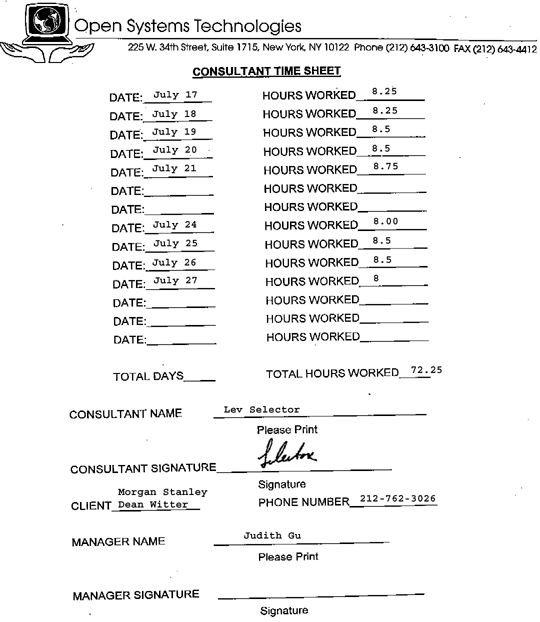 Open Systems Technologies
225 W. 34th Street, Suite 1715, New York, NY 10122 Phone (212) 643-3100 FAX (212) 643-4412
CONSULTANT TIME SHEET
DATE: July 17 HOURS WORKED 8.25
DATE: July 18 HOURS WORKED 8.25
DATE: July 19 HOURS WORKED 8.5
DATE: July 20 HOURS WORKED 8.5
DATE: July 21 HOURS WORKED 8.75
DATE: HOURS WORKED
DATE: HOURS WORKED
DATE: July 24 HOURS WORKED 8.00
DATE: July 25 HOURS WORKED 8.5
DATE: July 26 HOURS WORKED 8.5
DATE: July 27 HOURS WORKED 8
DATE: HOURS WORKED
DATE: HOURS WORKED
DATE: HOURS WORKED
TOTAL DAYS TOTAL HOURS WORKED 72.25
CONSULTANT NAME Lev Selector
Please Print
CONSULTANT SIGNATURE Selector
Signature
Morgan Stanley
CLIENT Dean Witter PHONE NUMBER 212-762-3026
MANAGER NAME Judith Gu
Please Print
MANAGER SIGNATURE
Signature